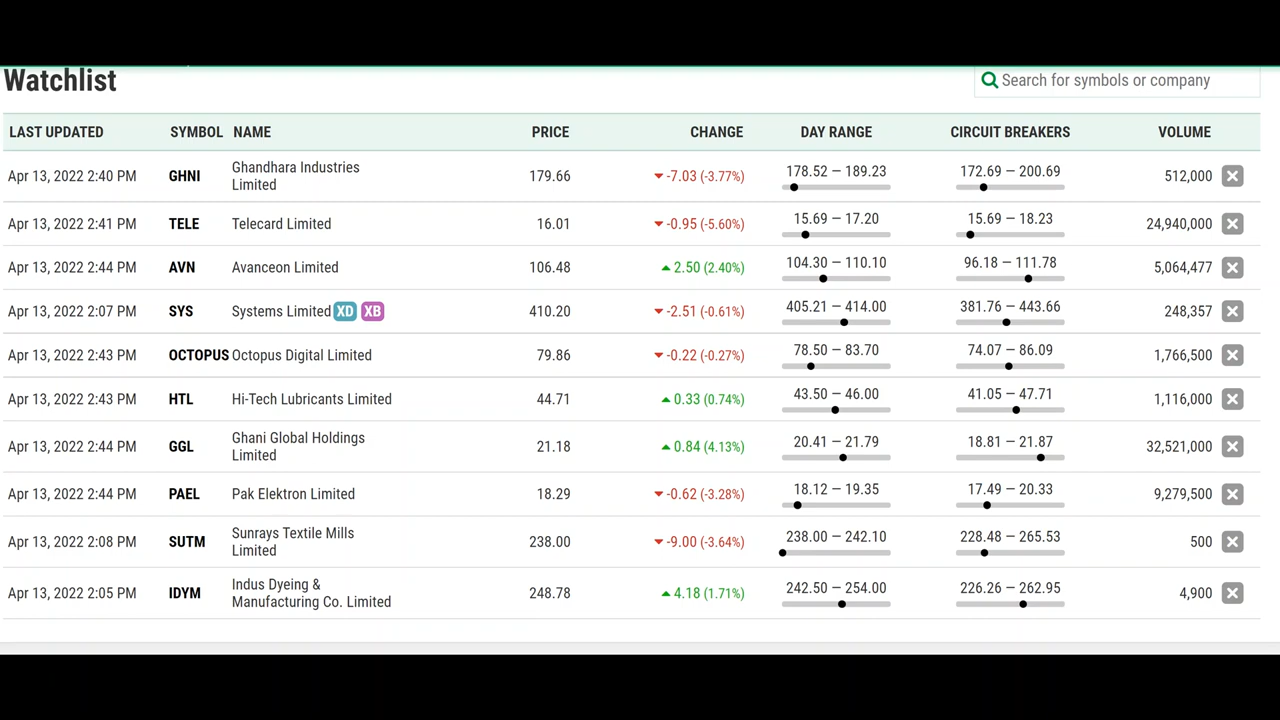 Watchlist
Search for symbols or company
LAST UPDATED SYMBOL NAME PRICE CHANGE DAY RANGE CIRCUIT BREAKERS VOLUME
Apr 13, 2022 2:40 PM GHNI Ghandhara Industries Limited 179.66 -7.03 (-3.77%) 178.52 — 189.23 172.69 — 200.69 512,000
Apr 13, 2022 2:41 PM TELE Telecard Limited 16.01 -0.95 (-5.60%) 15.69 — 17.20 15.69 — 18.23 24,940,000
Apr 13, 2022 2:44 PM AVN Avanceon Limited 106.48 2.50 (2.40%) 104.30 — 110.10 96.18 — 111.78 5,064,477
Apr 13, 2022 2:07 PM SYS Systems Limited XD XB 410.20 -2.51 (-0.61%) 405.21 — 414.00 381.76 — 443.66 248,357
Apr 13, 2022 2:43 PM OCTOPUS Octopus Digital Limited 79.86 -0.22 (-0.27%) 78.50 — 83.70 74.07 — 86.09 1,766,500
Apr 13, 2022 2:43 PM HTL Hi-Tech Lubricants Limited 44.71 0.33 (0.74%) 43.50 — 46.00 41.05 — 47.71 1,116,000
Apr 13, 2022 2:44 PM GGL Ghani Global Holdings Limited 21.18 0.84 (4.13%) 20.41 — 21.79 18.81 — 21.87 32,521,000
Apr 13, 2022 2:44 PM PAEL Pak Elektron Limited 18.29 -0.62 (-3.28%) 18.12 — 19.35 17.49 — 20.33 9,279,500
Apr 13, 2022 2:08 PM SUTM Sunrays Textile Mills Limited 238.00 -9.00 (-3.64%) 238.00 — 242.10 228.48 — 265.53 500
Apr 13, 2022 2:05 PM IDYM Indus Dyeing & Manufacturing Co. Limited 248.78 4.18 (1.71%) 242.50 — 254.00 226.26 — 262.95 4,900